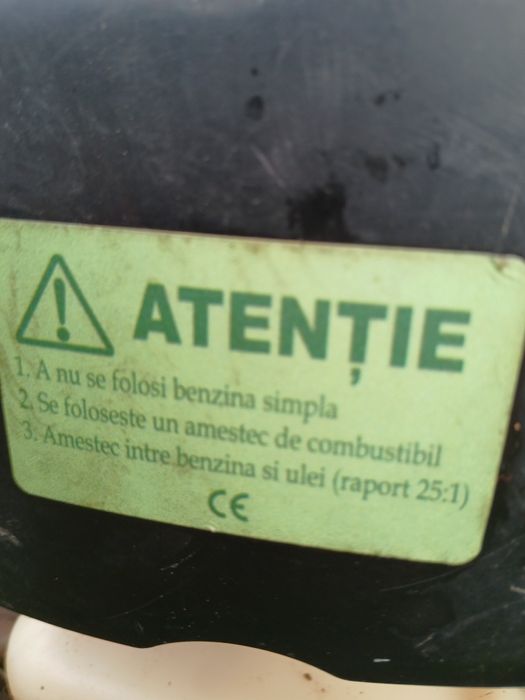 ATENȚIE
1. A nu se folosi benzina simpla
2. Se foloseste un amestec de combustibil
3. Amestec intre benzina si ulei (raport 25:1)
CE